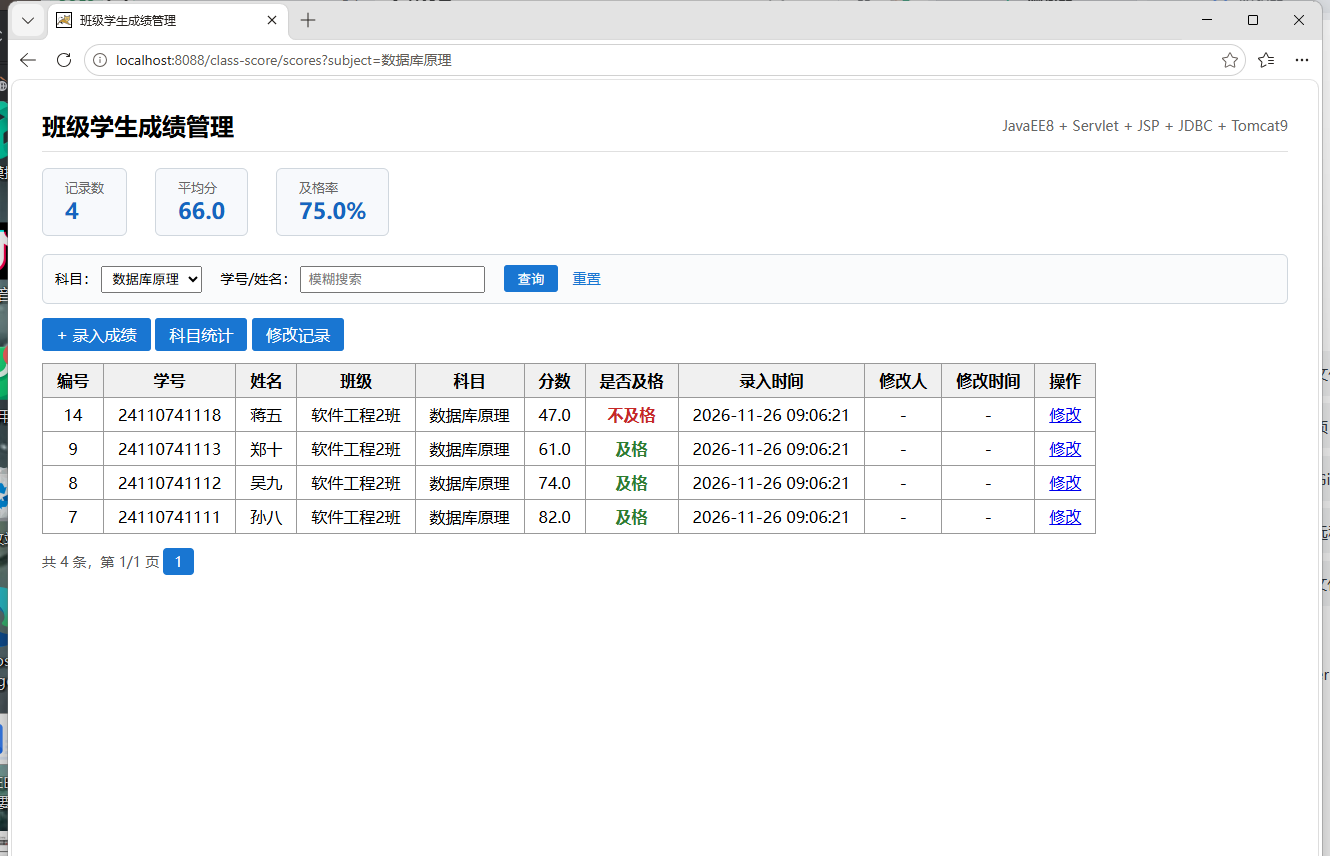 班级学生成绩管理
localhost:8088/class-score/scores?subject=数据库原理
班级学生成绩管理
JavaEE8 + Servlet + JSP + JDBC + Tomcat9
记录数 平均分 及格率
4 66.0 75.0%
科目： 数据库原理 学号/姓名： 模糊搜索 查询 重置
+ 录入成绩 科目统计 修改记录
编号 学号 姓名 班级 科目 分数 是否及格 录入时间 修改人 修改时间 操作
14 24110741118 蒋五 软件工程2班 数据库原理 47.0 不及格 2026-11-26 09:06:21 - - 修改
9 24110741113 郑十 软件工程2班 数据库原理 61.0 及格 2026-11-26 09:06:21 - - 修改
8 24110741112 吴九 软件工程2班 数据库原理 74.0 及格 2026-11-26 09:06:21 - - 修改
7 24110741111 孙八 软件工程2班 数据库原理 82.0 及格 2026-11-26 09:06:21 - - 修改
共 4 条，第 1/1 页 1